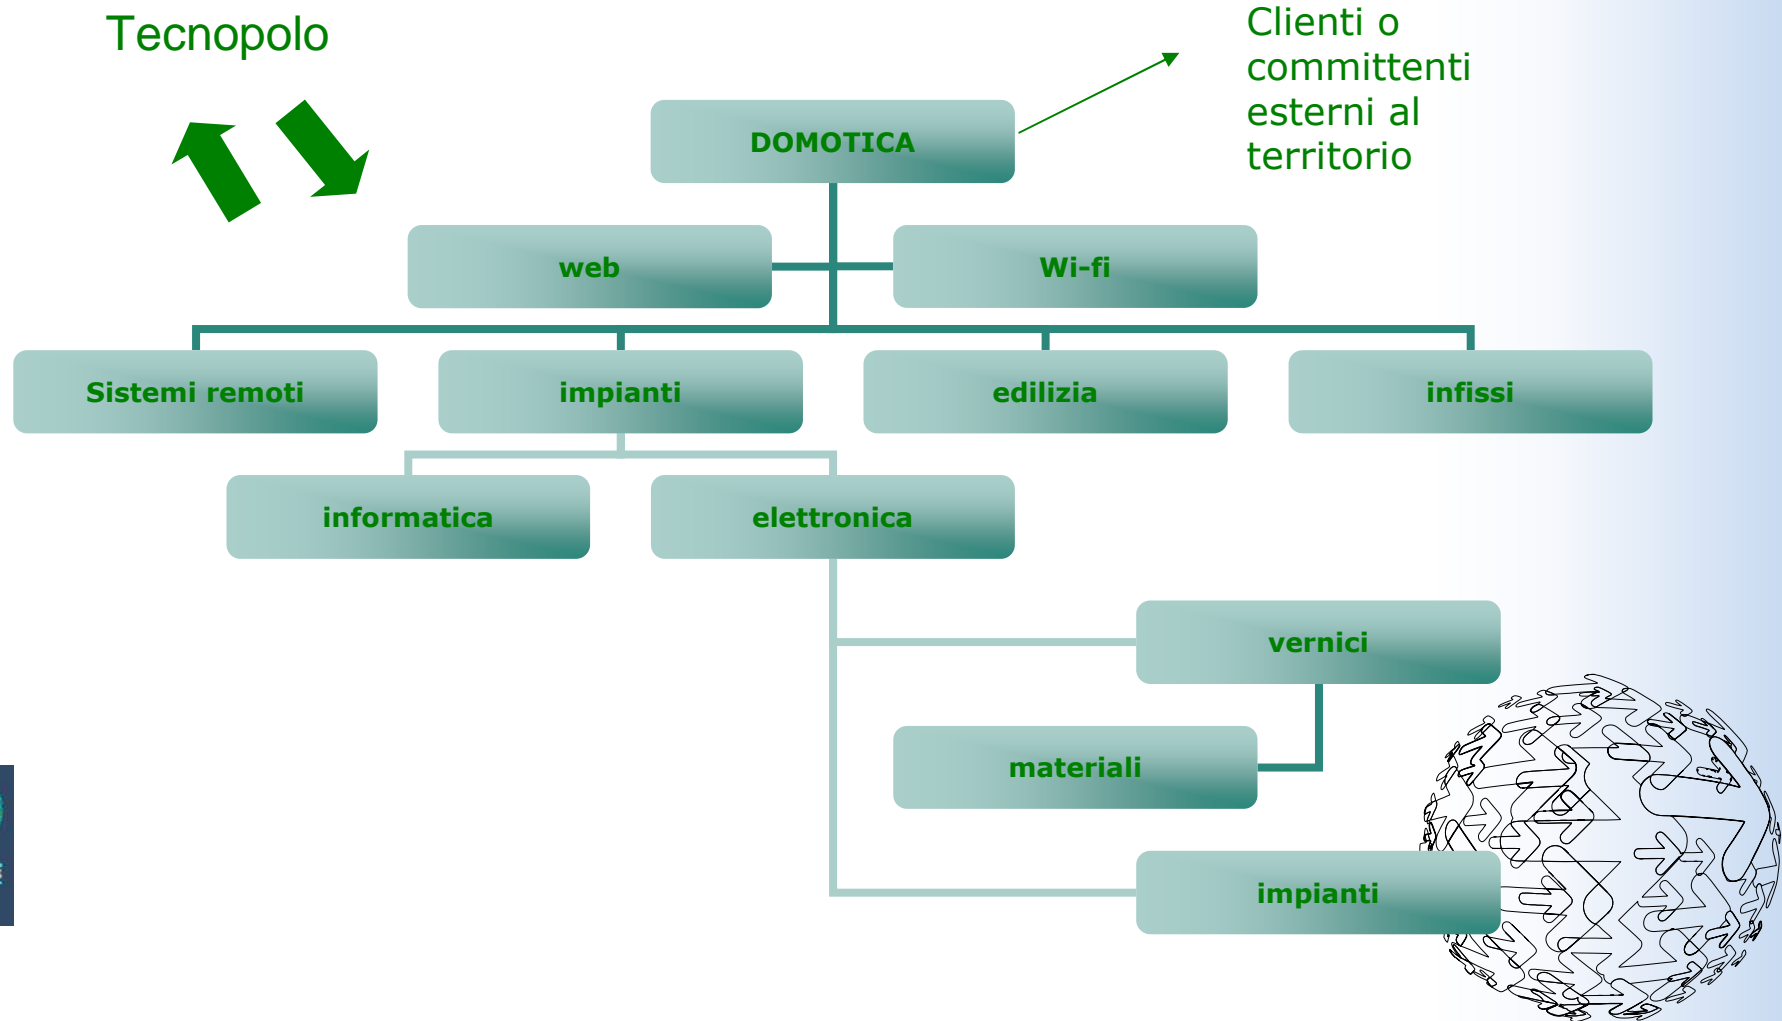 Tecnopolo
Clienti o
committenti
esterni al
territorio
DOMOTICA
web
Wi-fi
Sistemi remoti
impianti
edilizia
infissi
informatica
elettronica
vernici
materiali
impianti